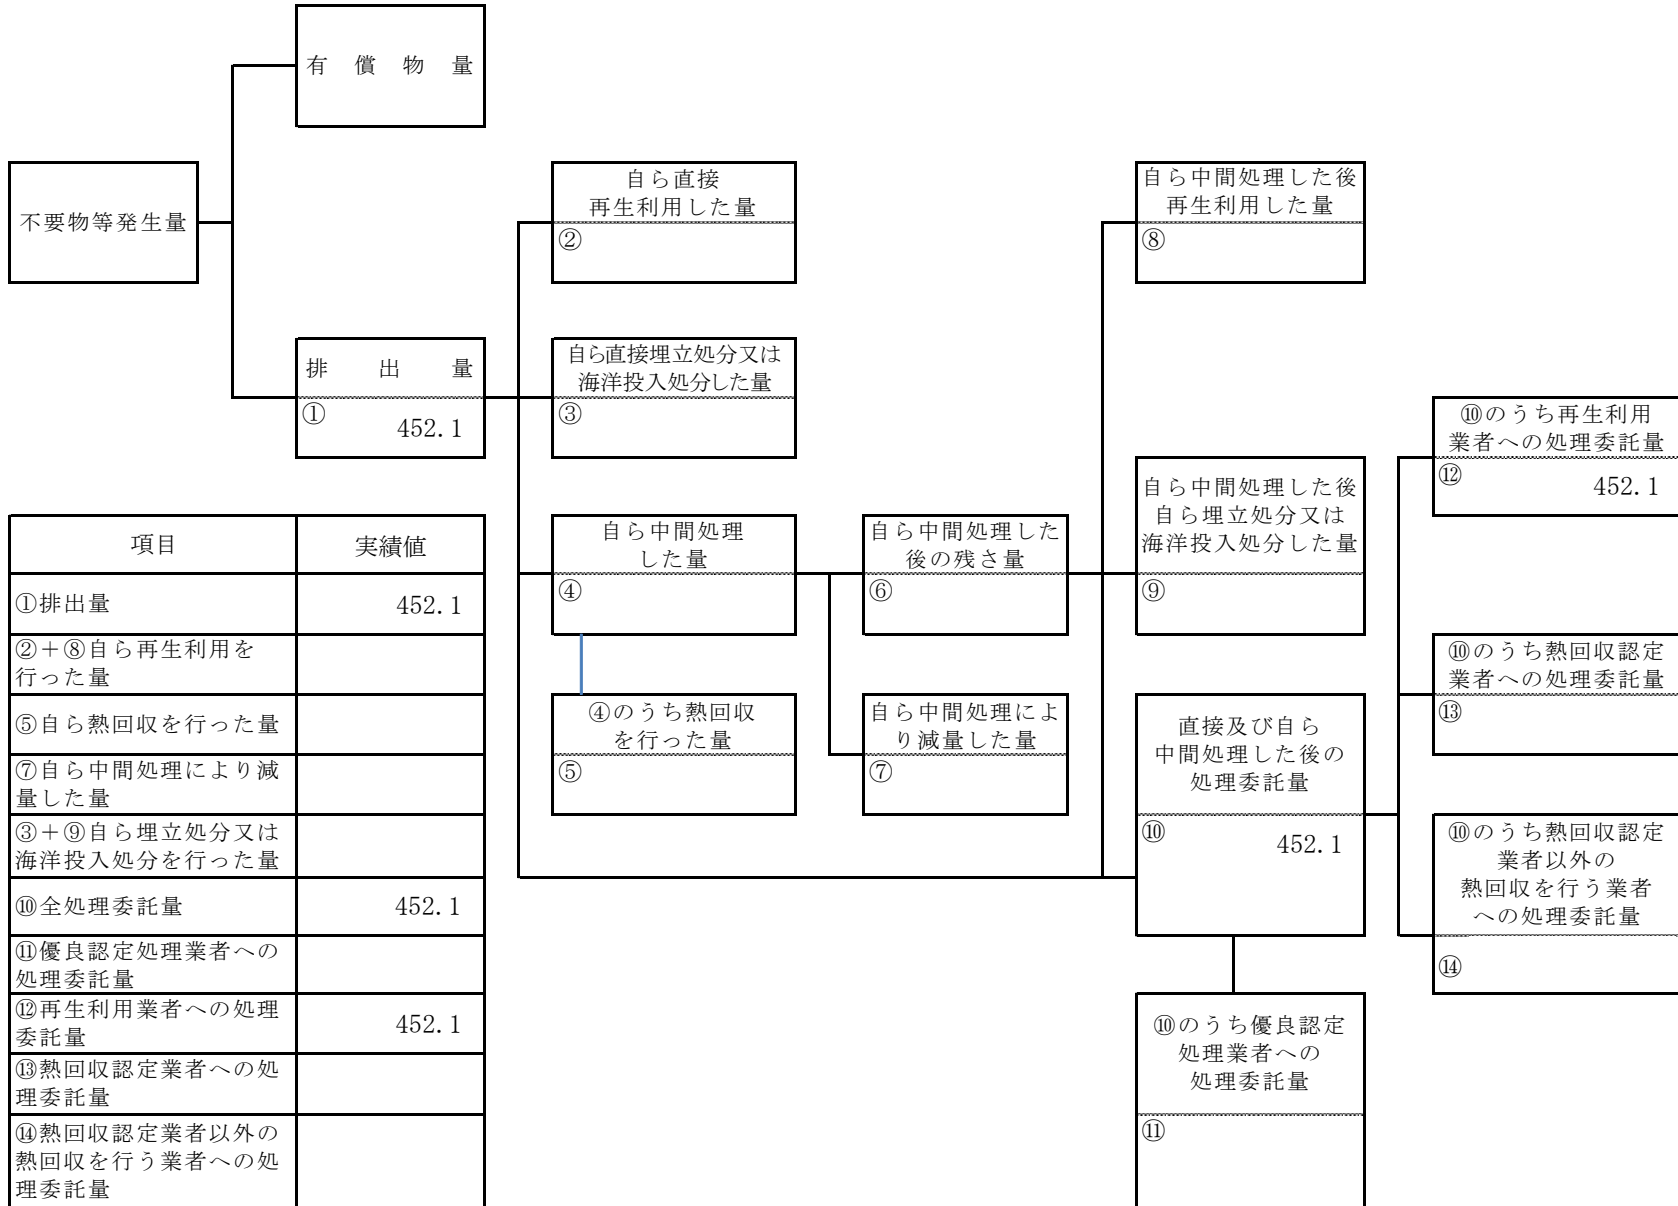 有償物量
不要物等発生量
排出量
①
452.1
自ら直接
再生利用した量
②
自ら直接埋立処分又は
海洋投入処分した量
③
自ら中間処理
した量
④
④のうち熱回収
を行った量
⑤
自ら中間処理した
後の残さ量
⑥
自ら中間処理によ
り減量した量
⑦
自ら中間処理した後
再生利用した量
⑧
自ら中間処理した後
自ら埋立処分又は
海洋投入処分した量
⑨
直接及び自ら
中間処理した後の
処理委託量
⑩
452.1
⑩のうち優良認定
処理業者への
処理委託量
⑪
⑩のうち再生利用
業者への処理委託量
⑫
452.1
⑩のうち熱回収認定
業者への処理委託量
⑬
⑩のうち熱回収認定
業者以外の
熱回収を行う業者
への処理委託量
⑭
項目 実績値
①排出量 452.1
②+⑧自ら再生利用を
行った量
⑤自ら熱回収を行った量
⑦自ら中間処理により減
量した量
③+⑨自ら埋立処分又は
海洋投入処分を行った量
⑩全処理委託量 452.1
⑪優良認定処理業者への
処理委託量
⑫再生利用業者への処理
委託量 452.1
⑬熱回収認定業者への処
理委託量
⑭熱回収認定業者以外の
熱回収を行う業者への処
理委託量